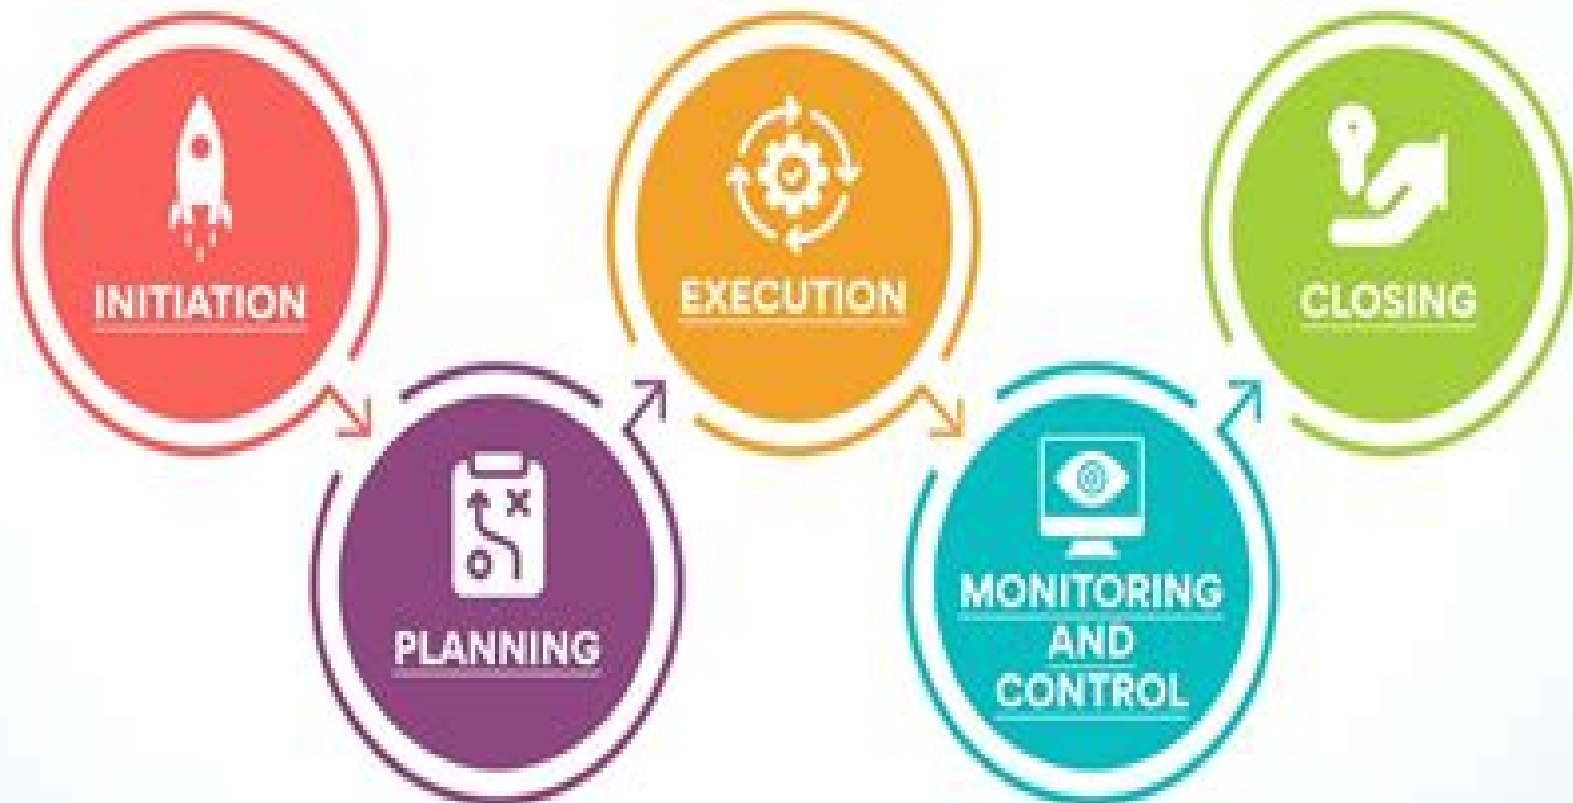 INITIATION
PLANNING
EXECUTION
MONITORING
AND
CONTROL
CLOSING